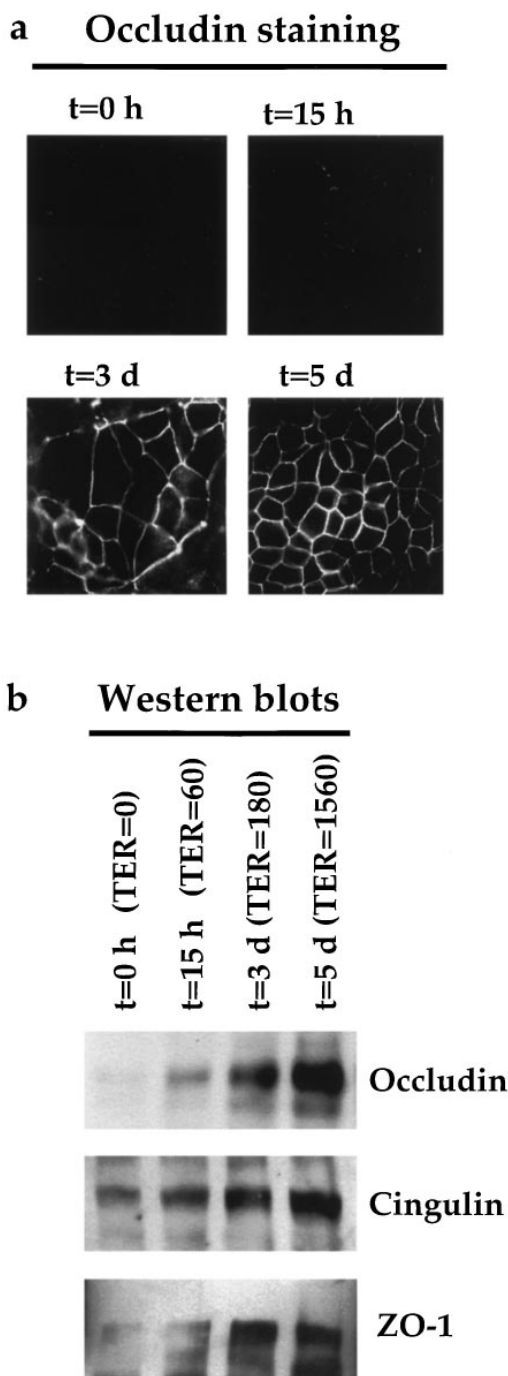 a Occludin staining
t=0 h t=15 h
t=3 d t=5 d
b Western blots
t=0 h (TER=0)
t=15 h (TER=60)
t=3 d (TER=180)
t=5 d (TER=1560)
Occludin
Cingulin
ZO-1